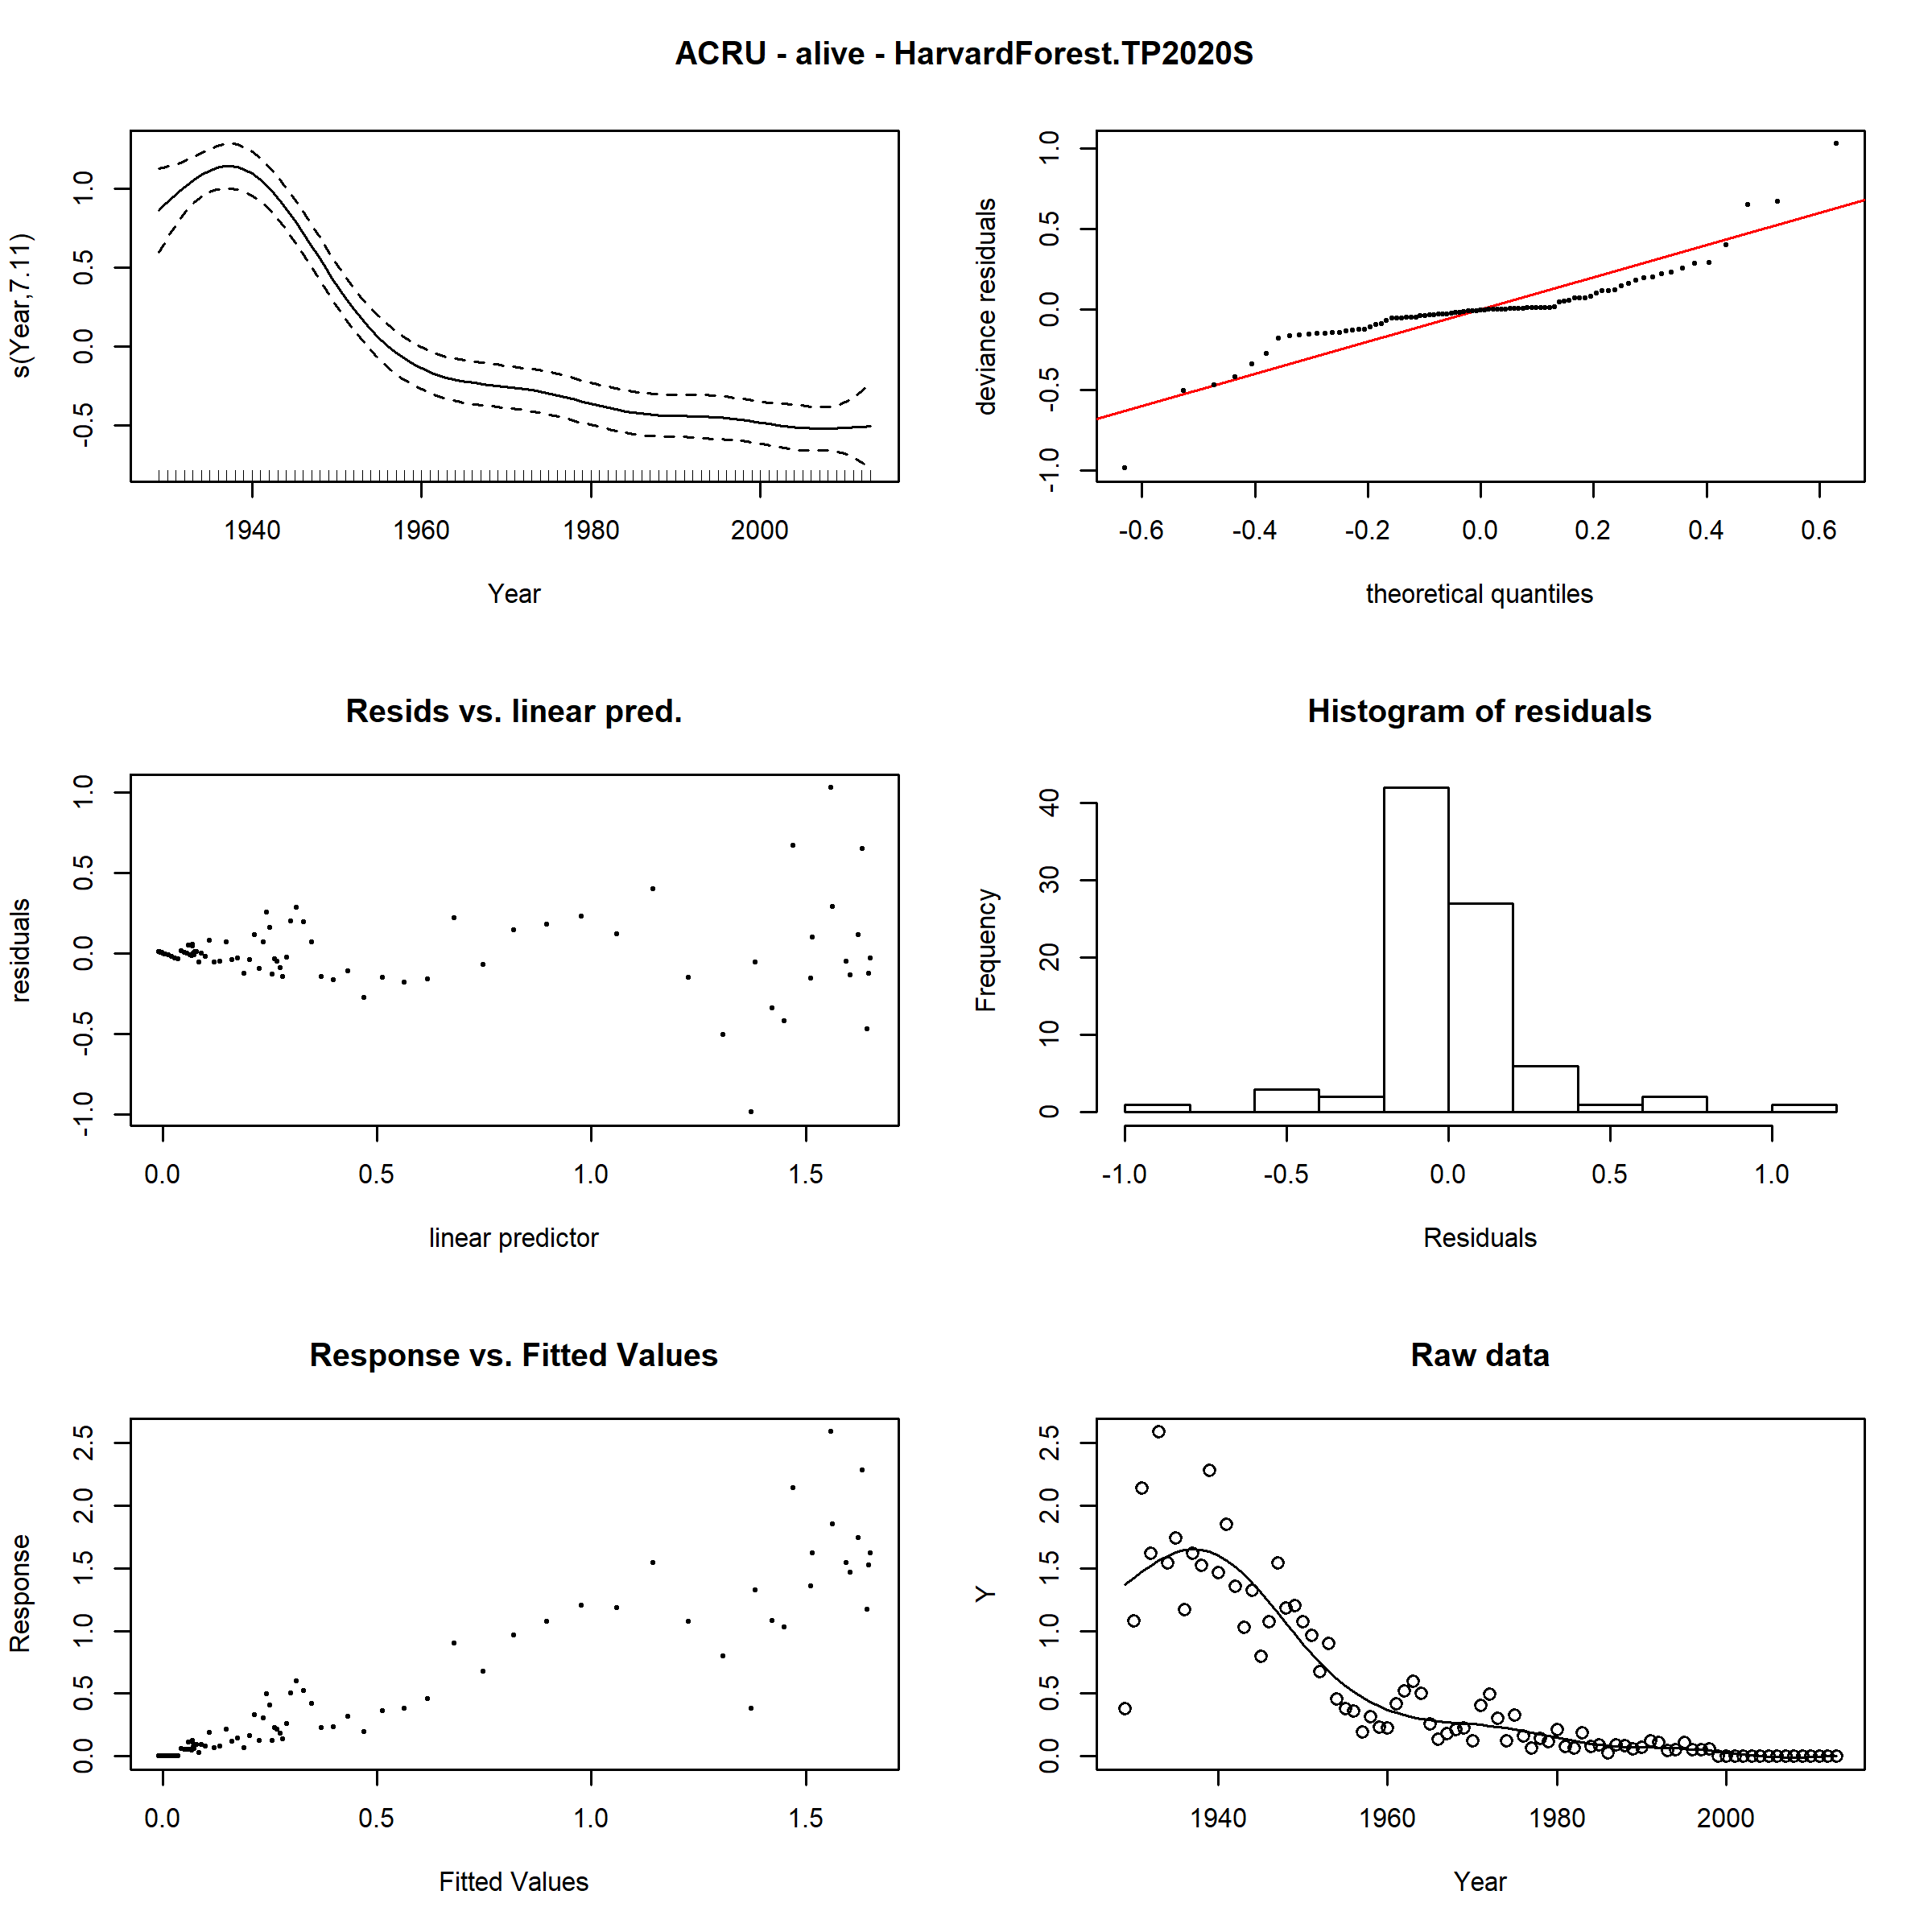 ACRU - alive - HarvardForest.TP2020S
s(Year,7.11)
-0.5 0.0 0.5 1.0
1940 1960 1980 2000
Year
deviance residuals
-1.0 -0.5 0.0 0.5 1.0
-0.6 -0.4 -0.2 0.0 0.2 0.4 0.6
theoretical quantiles
Resids vs. linear pred.
residuals
-1.0 -0.5 0.0 0.5 1.0
0.0 0.5 1.0 1.5
linear predictor
Histogram of residuals
Frequency
0 10 20 30 40
-1.0 -0.5 0.0 0.5 1.0
Residuals
Response vs. Fitted Values
Response
0.0 0.5 1.0 1.5 2.0 2.5
0.0 0.5 1.0 1.5
Fitted Values
Raw data
Y
0.0 0.5 1.0 1.5 2.0 2.5
1940 1960 1980 2000
Year